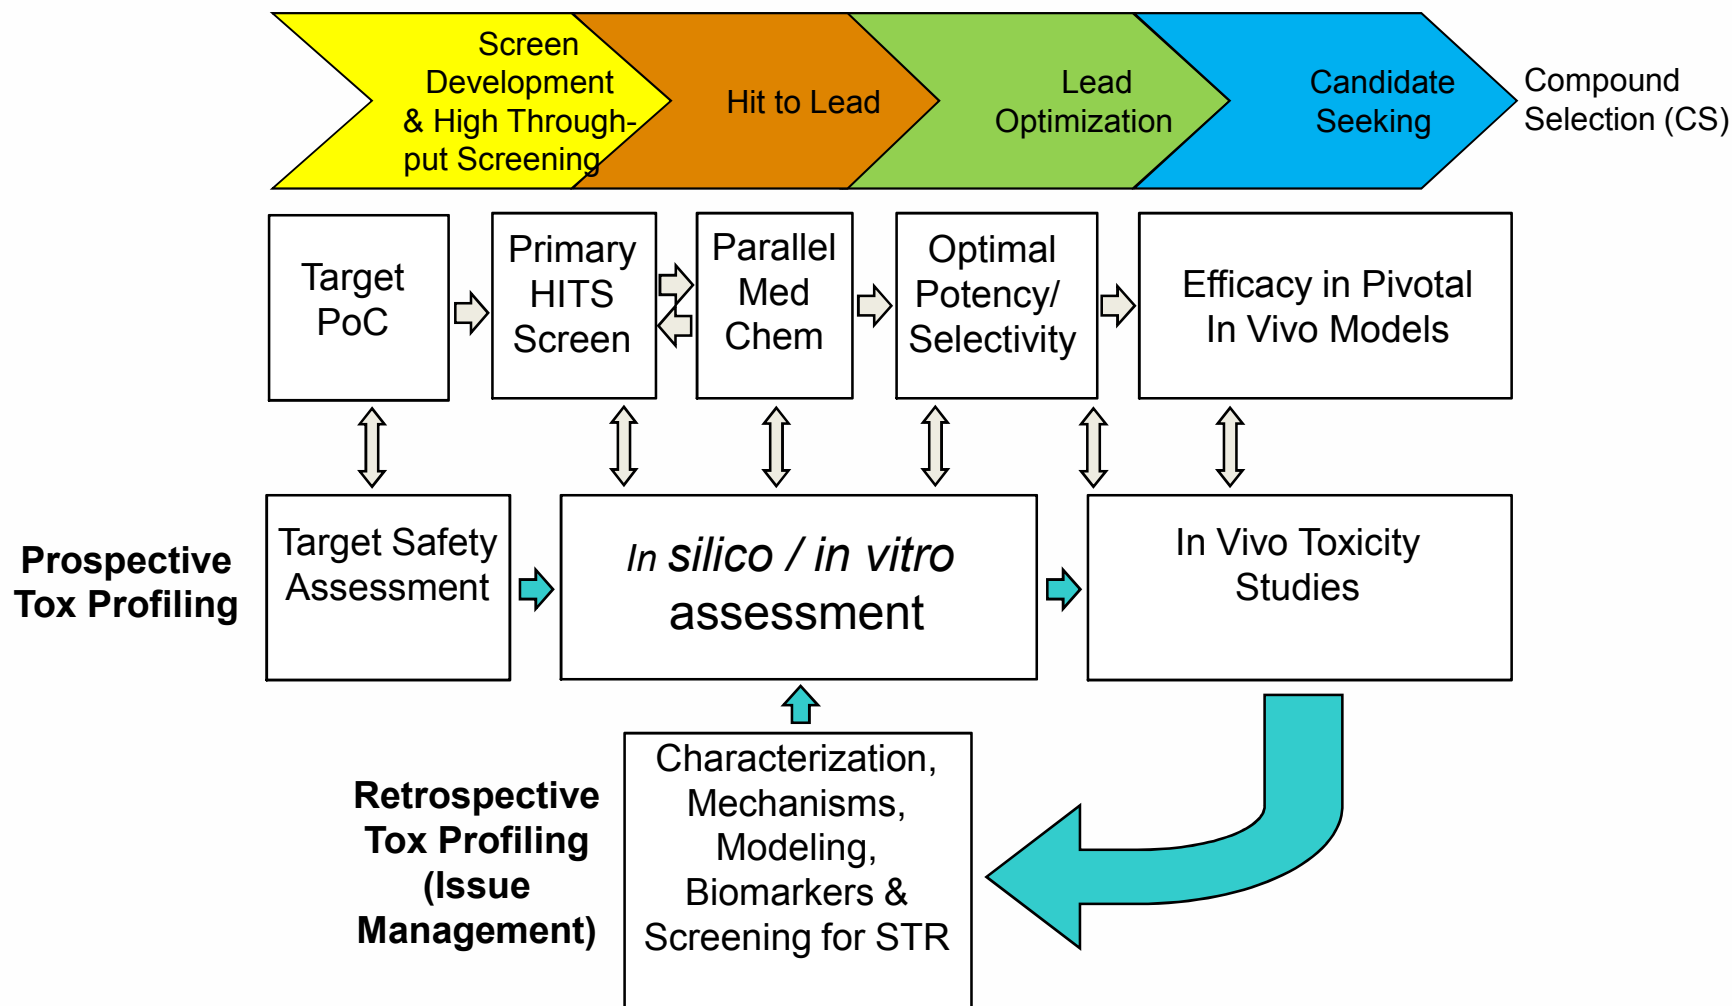 Screen
Development
& High Through-
put Screening
Hit to Lead
Lead
Optimization
Candidate
Seeking
Compound
Selection (CS)
Target
PoC
Primary
HITS
Screen
Parallel
Med
Chem
Optimal
Potency/
Selectivity
Efficacy in Pivotal
In Vivo Models
Prospective
Tox Profiling
Target Safety
Assessment
In silico / in vitro
assessment
In Vivo Toxicity
Studies
Retrospective
Tox Profiling
(Issue
Management)
Characterization,
Mechanisms,
Modeling,
Biomarkers &
Screening for STR